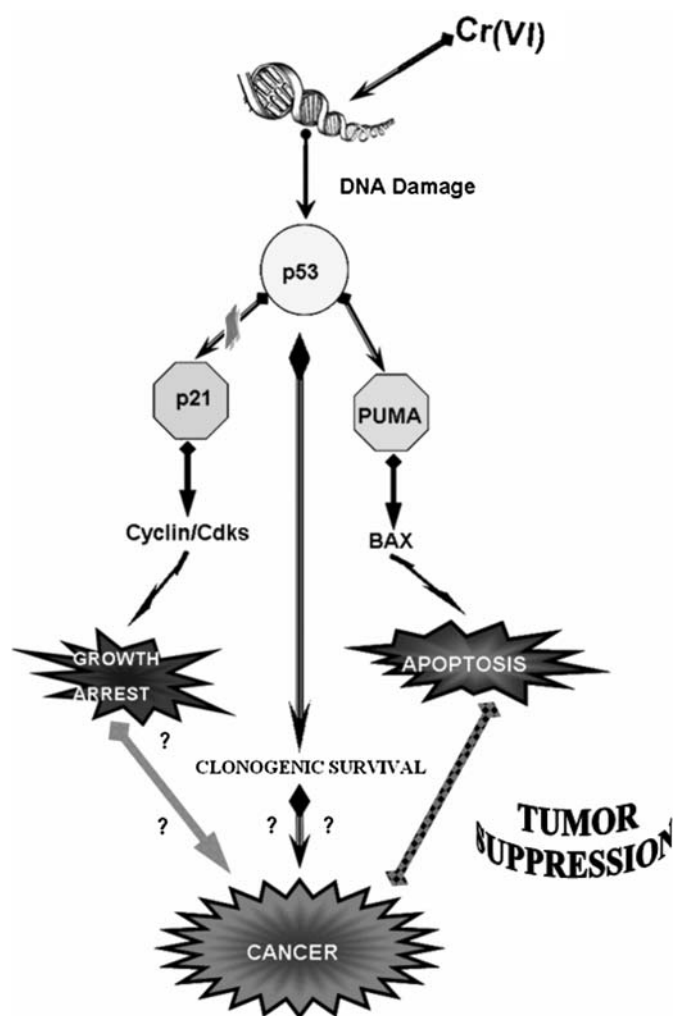 Cr(VI)
DNA Damage
p53
p21
PUMA
Cyclin/Cdks
BAX
GROWTH
ARREST
APOPTOSIS
?
CLONOGENIC SURVIVAL
? ? ?
TUMOR
SUPPRESSION
CANCER